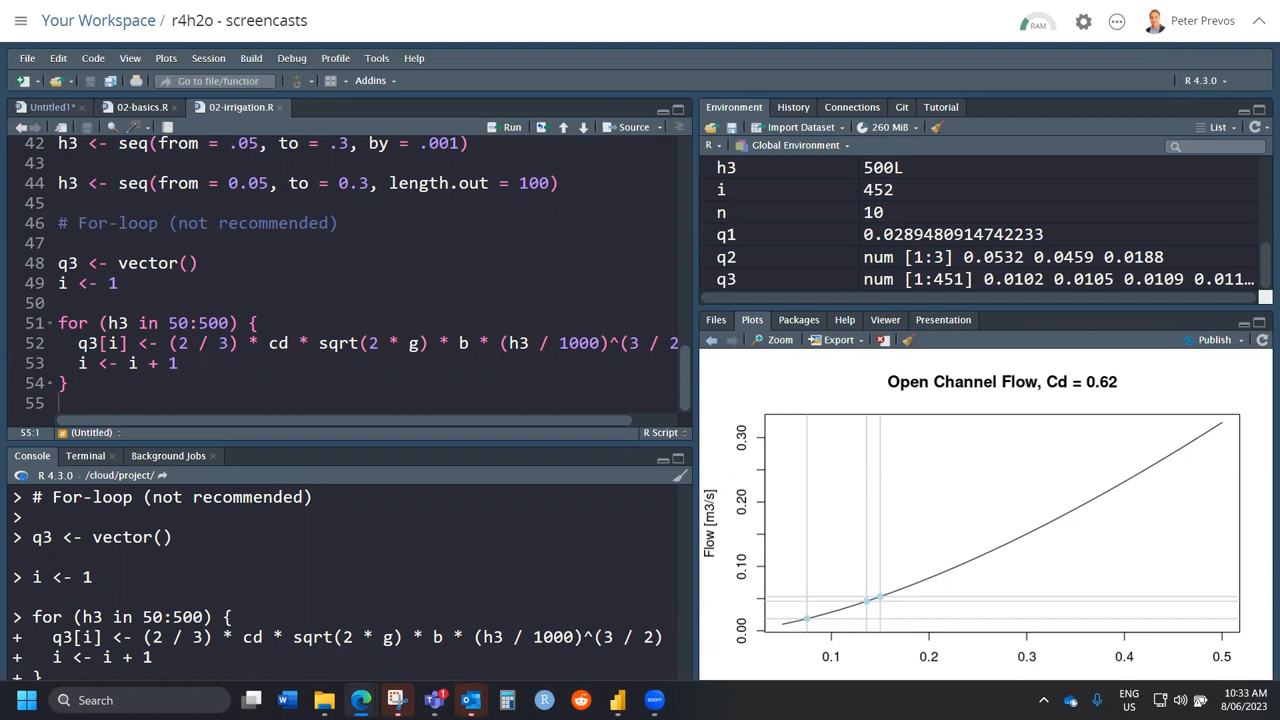 Your Workspace / r4h2o - screencasts
RAM
Peter Prevos
File Edit Code View Plots Session Build Debug Profile Tools Help
Go to file/function Addins
R 4.3.0
Untitled1* 02-basics.R 02-irrigation.R
Run Source
42 h3 <- seq(from = .05, to = .3, by = .001)
43
44 h3 <- seq(from = 0.05, to = 0.3, length.out = 100)
45
46 # For-loop (not recommended)
47
48 q3 <- vector()
49 i <- 1
50
51 for (h3 in 50:500) {
52 q3[i] <- (2 / 3) * cd * sqrt(2 * g) * b * (h3 / 1000)^(3 / 2
53 i <- i + 1
54 }
55
55:1 # (Untitled) R Script
Console Terminal Background Jobs
R 4.3.0 . /cloud/project/
> # For-loop (not recommended)
>
> q3 <- vector()
> i <- 1
> for (h3 in 50:500) {
+ q3[i] <- (2 / 3) * cd * sqrt(2 * g) * b * (h3 / 1000)^(3 / 2)
+ i <- i + 1
+ }
Environment History Connections Git Tutorial
Import Dataset 260 MiB List
R Global Environment
h3 500L
i 452
n 10
q1 0.0289480914742233
q2 num [1:3] 0.0532 0.0459 0.0188
q3 num [1:451] 0.0102 0.0105 0.0109 0.011...
Files Plots Packages Help Viewer Presentation
Zoom Export Publish
Open Channel Flow, Cd = 0.62
Flow [m3/s]
0.30
0.20
0.10
0.00
0.1 0.2 0.3 0.4 0.5
Search
1
ENG
US
10:33 AM
8/06/2023